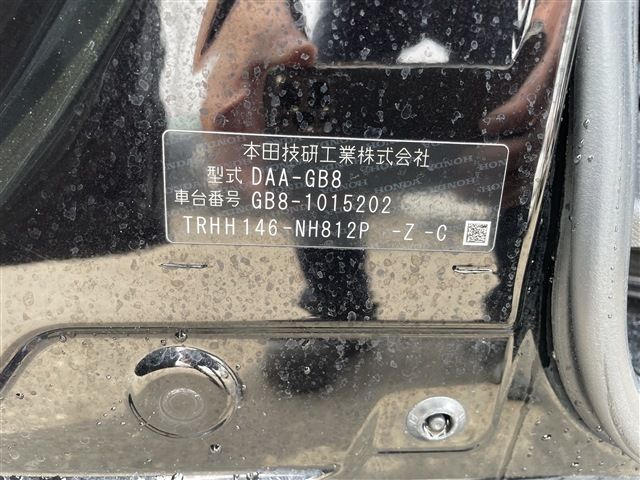 本田技研工業株式会社
型式 DAA-GB8
車台番号 GB8-1015202
TRHH146-NH812P -Z -C